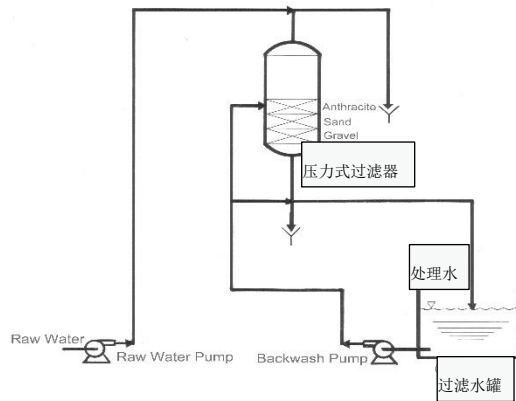 Anthracite
Sand
Gravel
压力式过滤器
处理水
Raw Water
Raw Water Pump
Backwash Pump
过滤水罐